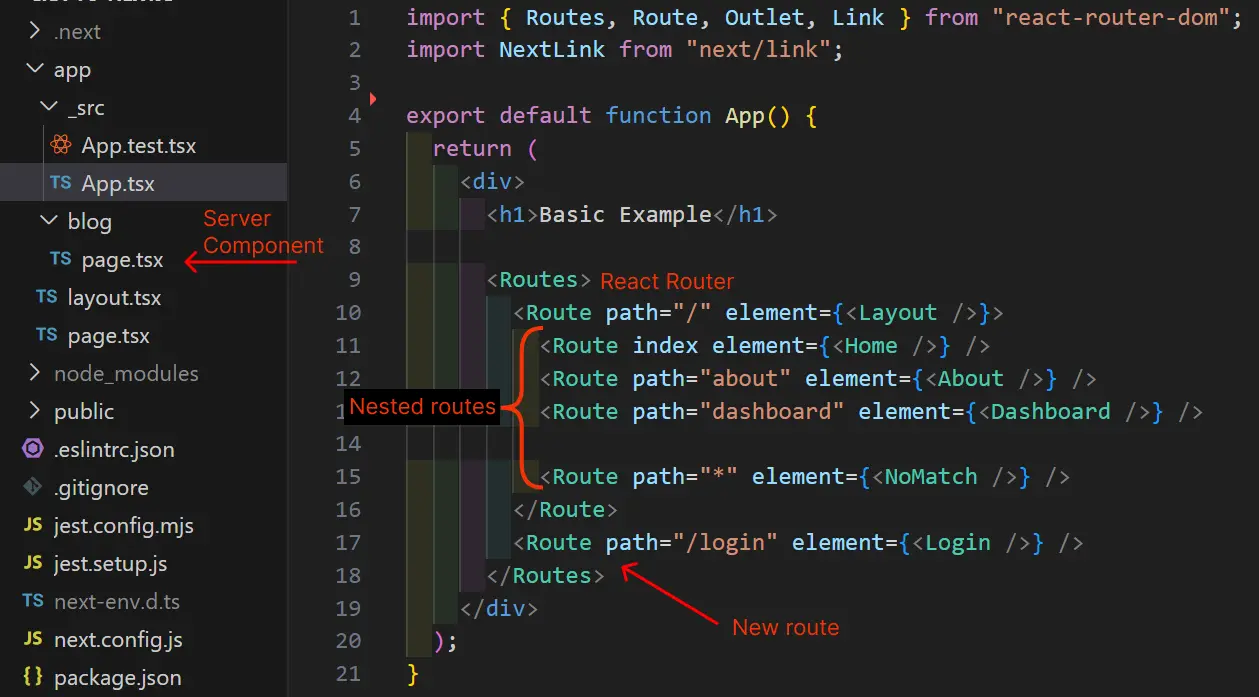 .next
app
_src
App.test.tsx
TS App.tsx
blog
TS page.tsx
TS layout.tsx
TS page.tsx
node_modules
public
.eslintrc.json
.gitignore
JS jest.config.mjs
JS jest.setup.js
TS next-env.d.ts
JS next.config.js
{} package.json
Server
Component
1 import { Routes, Route, Outlet, Link } from "react-router-dom";
2 import NextLink from "next/link";
3
4 export default function App() {
5 return (
6 <div>
7 <h1>Basic Example</h1>
8
9 <Routes> React Router
10 <Route path="/" element={<Layout />}>
11 <Route index element={<Home />} />
12 <Route path="about" element={<About />} />
Nested routes <Route path="dashboard" element={<Dashboard />} />
14
15 <Route path="*" element={<NoMatch />} />
16 </Route>
17 <Route path="/login" element={<Login />} />
18 </Routes>
19 </div>
New route
20 );
21 }